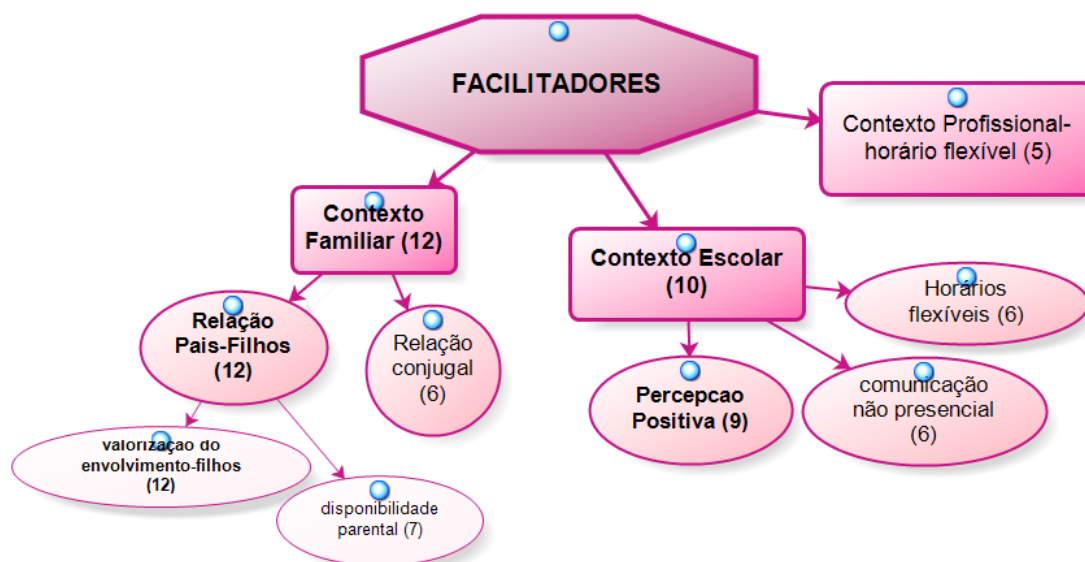 FACILITADORES
Contexto Profissional-
horário flexível (5)
Contexto
Familiar (12)
Contexto Escolar
(10)
Relação
Pais-Filhos
(12)
Relação
conjugal
(6)
Horários
flexíveis (6)
Percepcao
Positiva (9)
comunicação
não presencial
(6)
valorização do
envolvimento-filhos
(12)
disponibilidade
parental (7)